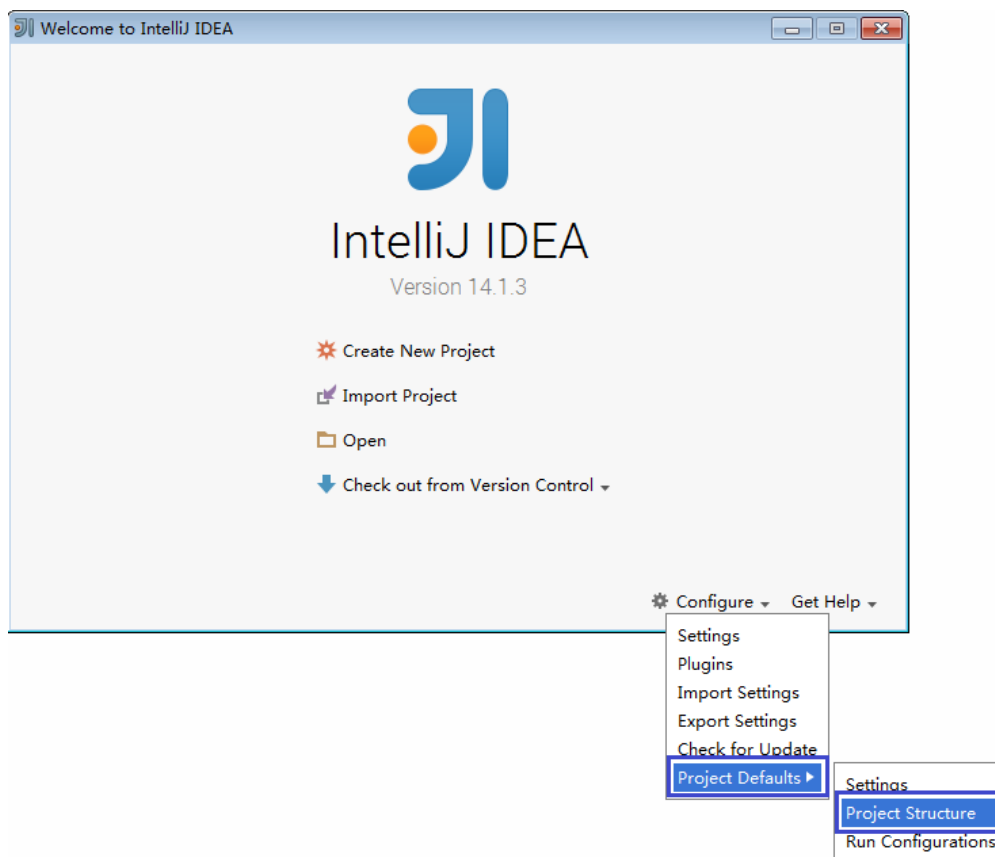 Welcome to IntelliJ IDEA
IntelliJ IDEA
Version 14.1.3
Create New Project
Import Project
Open
Check out from Version Control
Configure
Get Help
Settings
Plugins
Import Settings
Export Settings
Check for Update
Project Defaults
Settings
Project Structure
Run Configurations